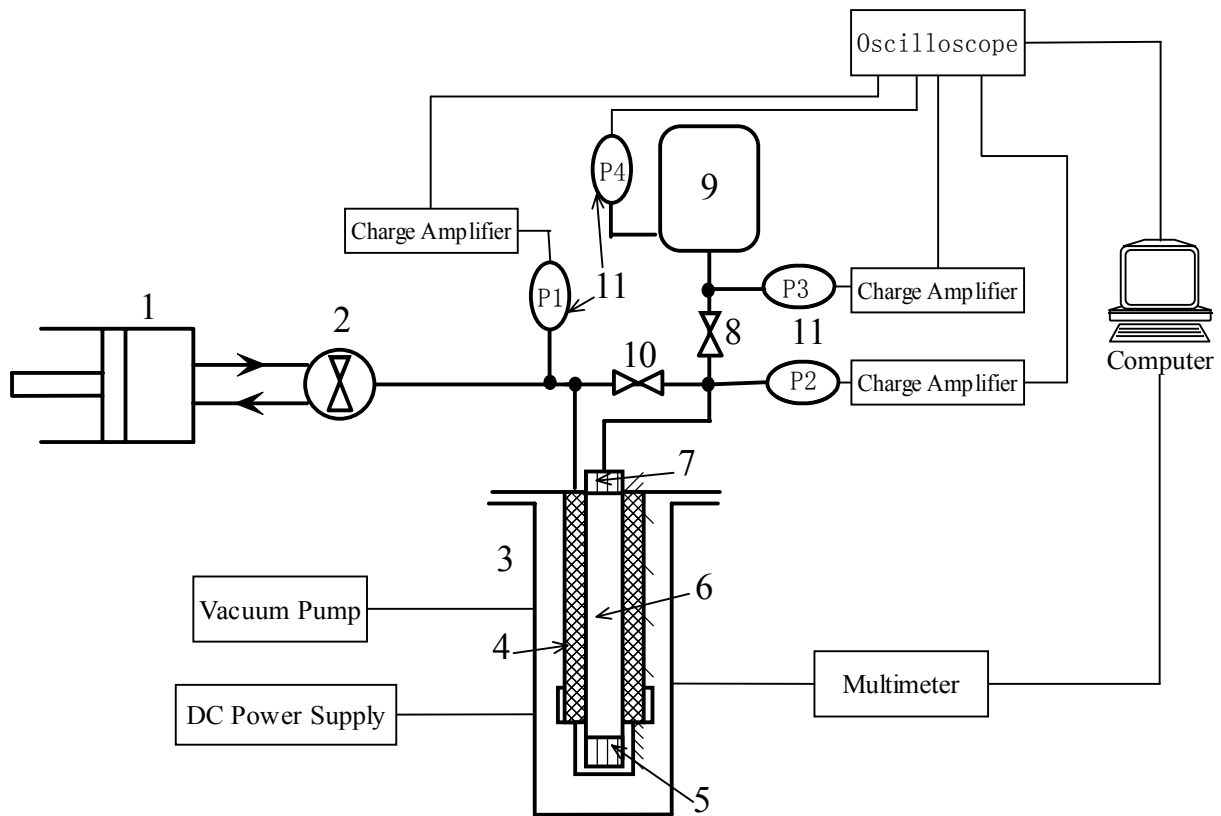 Oscilloscope
P4
9
Charge Amplifier
P1
11
P3
Charge Amplifier
1
2
8
11
10
Computer
P2
Charge Amplifier
7
3
6
Vacuum Pump
4
Multimeter
DC Power Supply
5